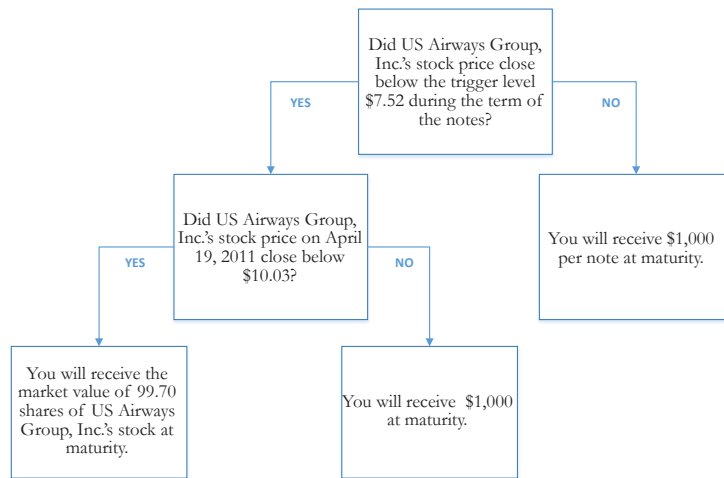 Did US Airways Group,
Inc.'s stock price close
below the trigger level
$7.52 during the term of
the notes?
YES
NO
Did US Airways Group,
Inc.'s stock price on April
19, 2011 close below
$10.03?
You will receive $1,000
per note at maturity.
YES
NO
You will receive the
market value of 99.70
shares of US Airways
Group, Inc.'s stock at
maturity.
You will receive $1,000
at maturity.